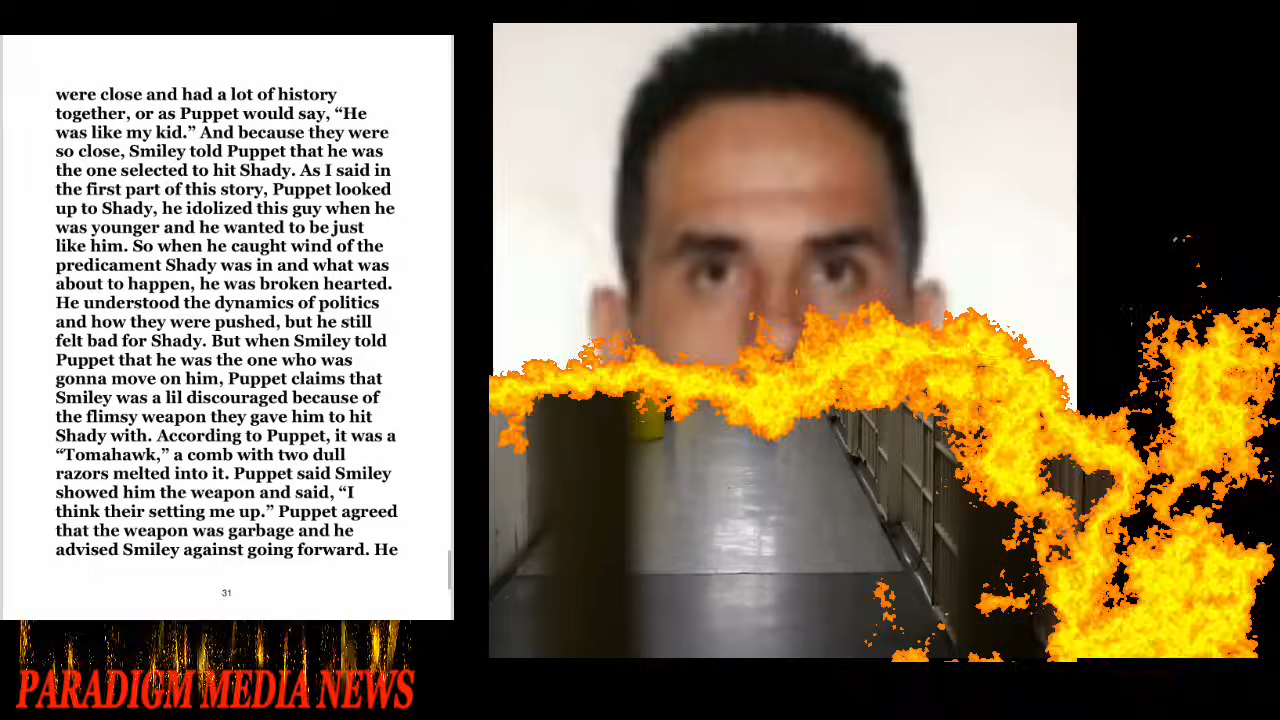 were close and had a lot of history
together, or as Puppet would say, “He
was like my kid.” And because they were
so close, Smiley told Puppet that he was
the one selected to hit Shady. As I said in
the first part of this story, Puppet looked
up to Shady, he idolized this guy when he
was younger and he wanted to be just
like him. So when he caught wind of the
predicament Shady was in and what was
about to happen, he was broken hearted.
He understood the dynamics of politics
and how they were pushed, but he still
felt bad for Shady. But when Smiley told
Puppet that he was the one who was
gonna move on him, Puppet claims that
Smiley was a lil discouraged because of
the flimsy weapon they gave him to hit
Shady with. According to Puppet, it was a
“Tomahawk,” a comb with two dull
razors melted into it. Puppet said Smiley
showed him the weapon and said, “I
think their setting me up.” Puppet agreed
that the weapon was garbage and he
advised Smiley against going forward. He
31
PARADIGM MEDIA NEWS